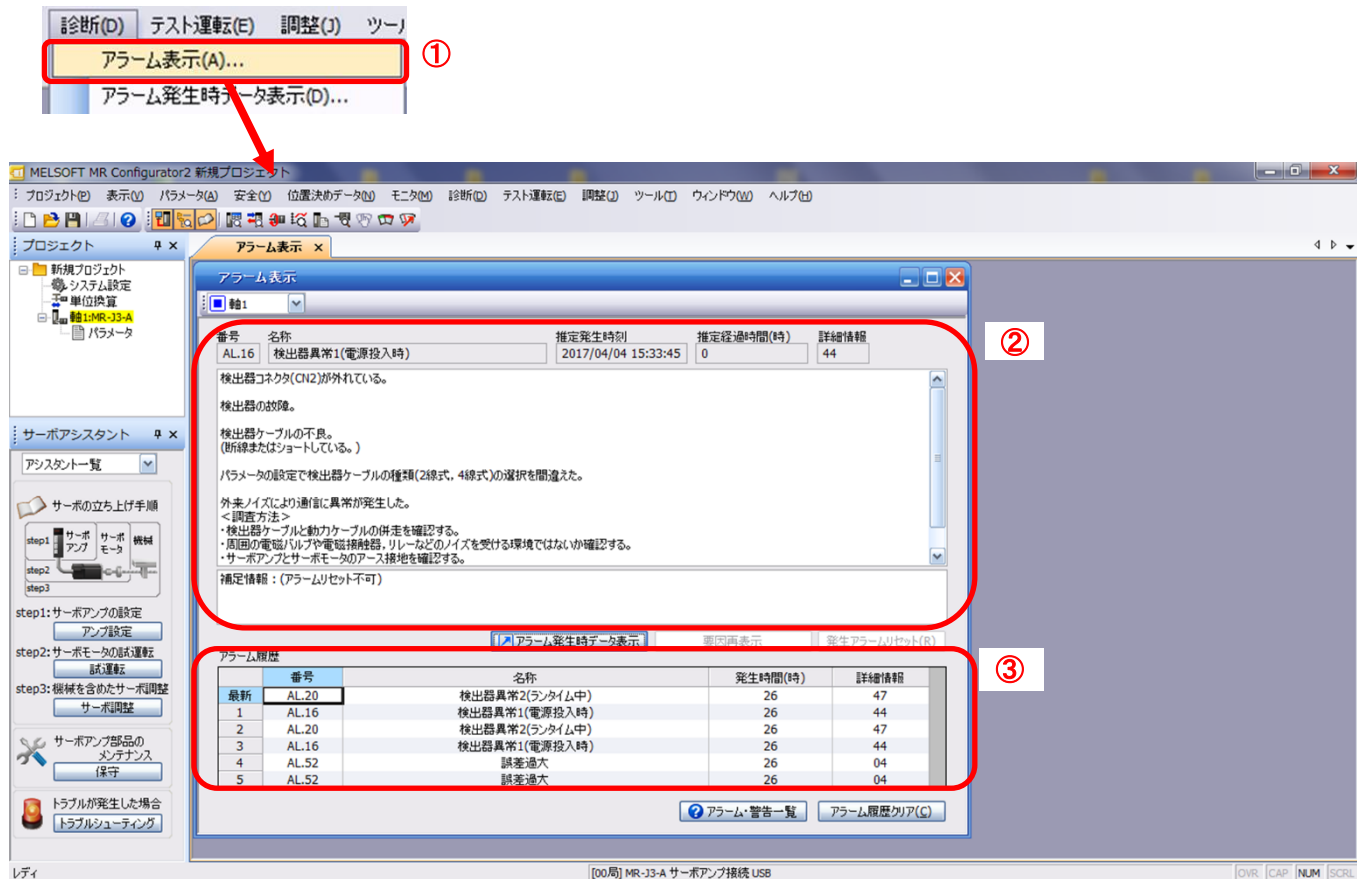 診断(D) テスト運転(E) 調整(J) ツー
アラーム表示(A)...
①
アラーム発生時データ表示(D)...
MELSOFT MR Configurator2 新規プロジェクト
プロジェクト(P) 表示(V) パラメータ(A) 安全(Y) 位置決めデータ(N) モニタ(M) 診断(D) テスト運転(E) 調整(J) ツール(T) ウィンドウ(W) ヘルプ(H)
プロジェクト
新規プロジェクト
システム設定
単位換算
軸1:MR-J3-A
パラメータ
アラーム表示 ×
アラーム表示
軸1
②
番号 名称 推定発生時刻 推定経過時間(時) 詳細情報
AL.16 検出器異常1(電源投入時) 2017/04/04 15:33:45 0 44
検出器コネクタ(CN2)が外れている。
検出器の故障。
検出器ケーブルの不良。
(断線またはショートしている。)
パラメータの設定で検出器ケーブルの種類(2線式, 4線式)の選択を間違えた。
外来ノイズにより通信に異常が発生した。
<調査方法>
・検出器ケーブルと動力ケーブルの併走を確認する。
・周囲の電磁バルブや電磁接触器, リレーなどのノイズを受ける環境ではないか確認する。
・サーボアンプとサーボモータのアース接地を確認する。
補足情報:(アラームリセット不可)
アラーム発生時データ表示 要因再表示 発生アラームリセット(R)
③
アラーム履歴
番号 名称 発生時間(時) 詳細情報
最新 AL.20 検出器異常2(ランタイム中) 26 47
1 AL.16 検出器異常1(電源投入時) 26 44
2 AL.20 検出器異常2(ランタイム中) 26 47
3 AL.16 検出器異常1(電源投入時) 26 44
4 AL.52 誤差過大 26 04
5 AL.52 誤差過大 26 04
アラーム・警告一覧 アラーム履歴クリア(C)
サーボアシスタント
アシスタント一覧
サーボの立ち上げ手順
step1 サーボアンプ サーボモータ 機械
step2
step3
step1:サーボアンプの設定
アンプ設定
step2:サーボモータの試運転
試運転
step3:機械を含めたサーボ調整
サーボ調整
サーボアンプ部品の
メンテナンス
保守
トラブルが発生した場合
トラブルシューティング
レディ
[00局] MR-J3-A サーボアンプ接続 USB
OVR CAP NUM SCRL